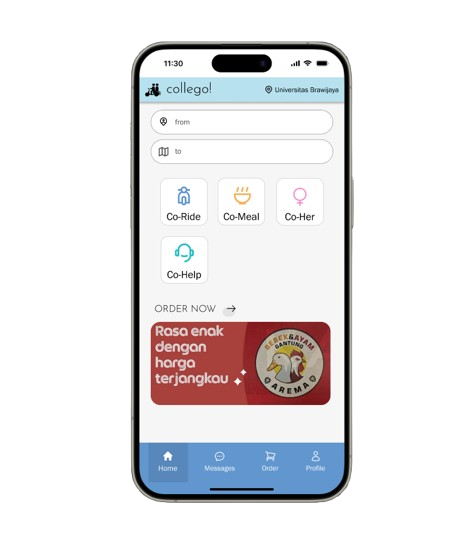 11:30
collego!
Universitas Brawijaya
from
to
Co-Ride
Co-Meal
Co-Her
Co-Help
ORDER NOW
Rasa enak
dengan
harga
terjangkau
BEBEK&AYAM
GANTUNG
AREMA
Home
Messages
Order
Profile